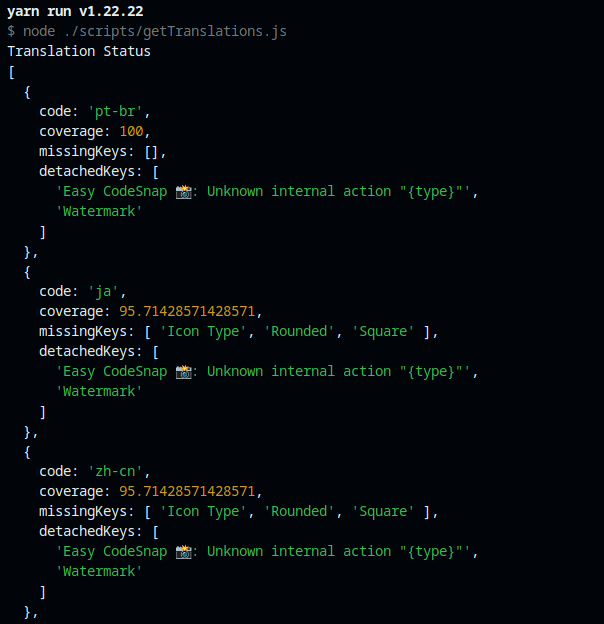 yarn run v1.22.22
$ node ./scripts/getTranslations.js
Translation Status
[
  {
    code: 'pt-br',
    coverage: 100,
    missingKeys: [],
    detachedKeys: [
      'Easy CodeSnap 📸: Unknown internal action "{type}"',
      'Watermark'
    ]
  },
  {
    code: 'ja',
    coverage: 95.71428571428571,
    missingKeys: [ 'Icon Type', 'Rounded', 'Square' ],
    detachedKeys: [
      'Easy CodeSnap 📸: Unknown internal action "{type}"',
      'Watermark'
    ]
  },
  {
    code: 'zh-cn',
    coverage: 95.71428571428571,
    missingKeys: [ 'Icon Type', 'Rounded', 'Square' ],
    detachedKeys: [
      'Easy CodeSnap 📸: Unknown internal action "{type}"',
      'Watermark'
    ]
  },